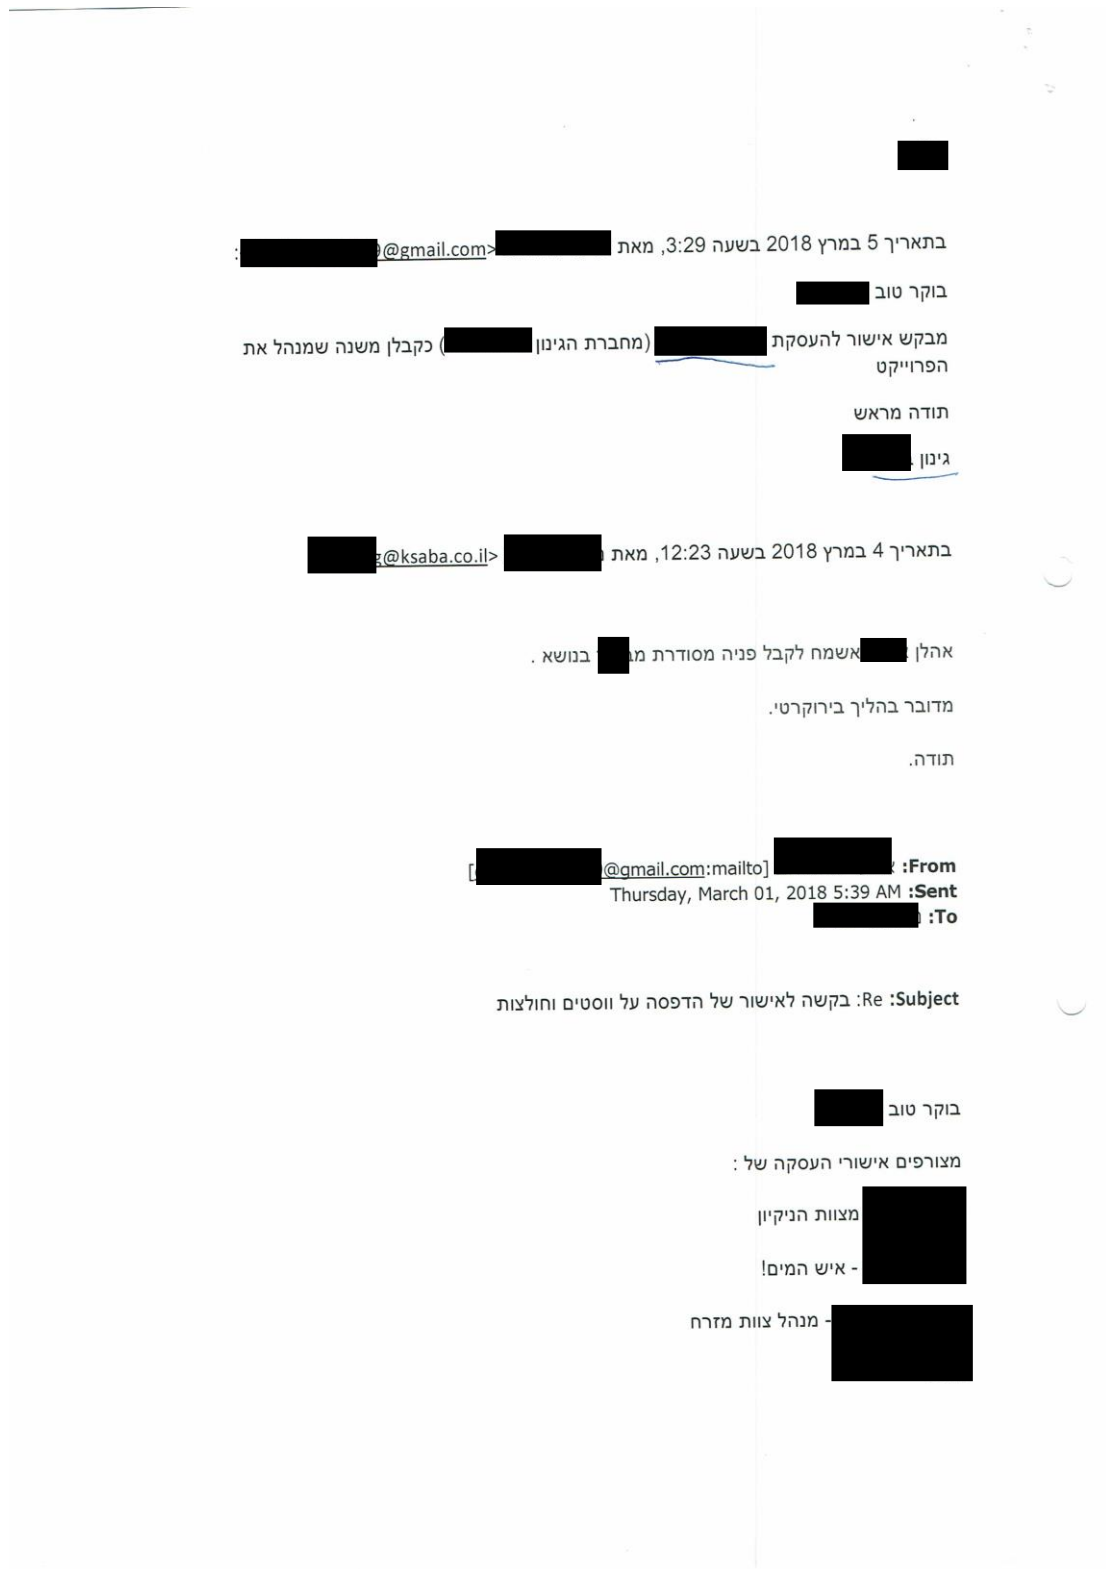 בתאריך 5 במרץ 2018 בשעה 3:29, מאת <@gmail.com:
בוקר טוב
מבקש אישור להעסקת (מחברת הגינון ) כקבלן משנה שמנהל את
הפרוייקט
תודה מראש
גינון
בתאריך 4 במרץ 2018 בשעה 12:23, מאת <g@ksaba.co.il
אהלן אשמח לקבל פניה מסודרת בנושא .
מדובר בהליך בירוקרטי.
תודה.
From: [mailto:@gmail.com]
Sent: Thursday, March 01, 2018 5:39 AM
To:
Subject: Re: בקשה לאישור של הדפסה על ווסטים וחולצות
בוקר טוב
מצורפים אישורי העסקה של :
מצוות הניקיון
- איש המים!
- מנהל צוות מזרח